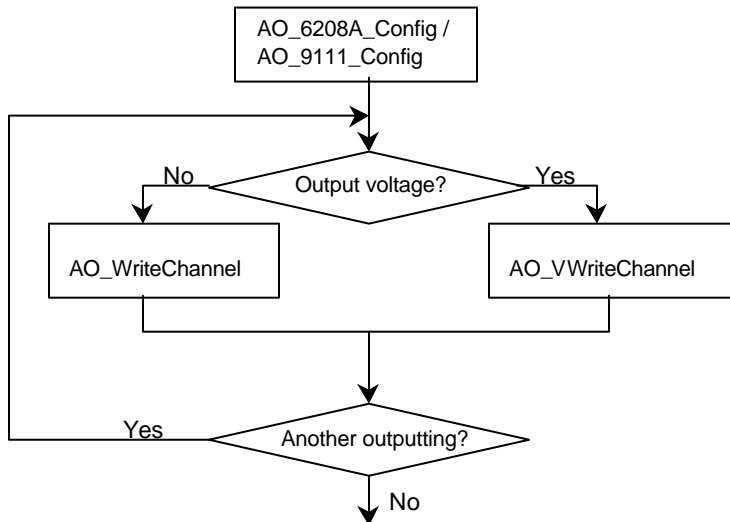 AO_6208A_Config /
AO_9111_Config
Output voltage?
No
Yes
AO_WriteChannel
AO_VWriteChannel
Another outputting?
Yes
No